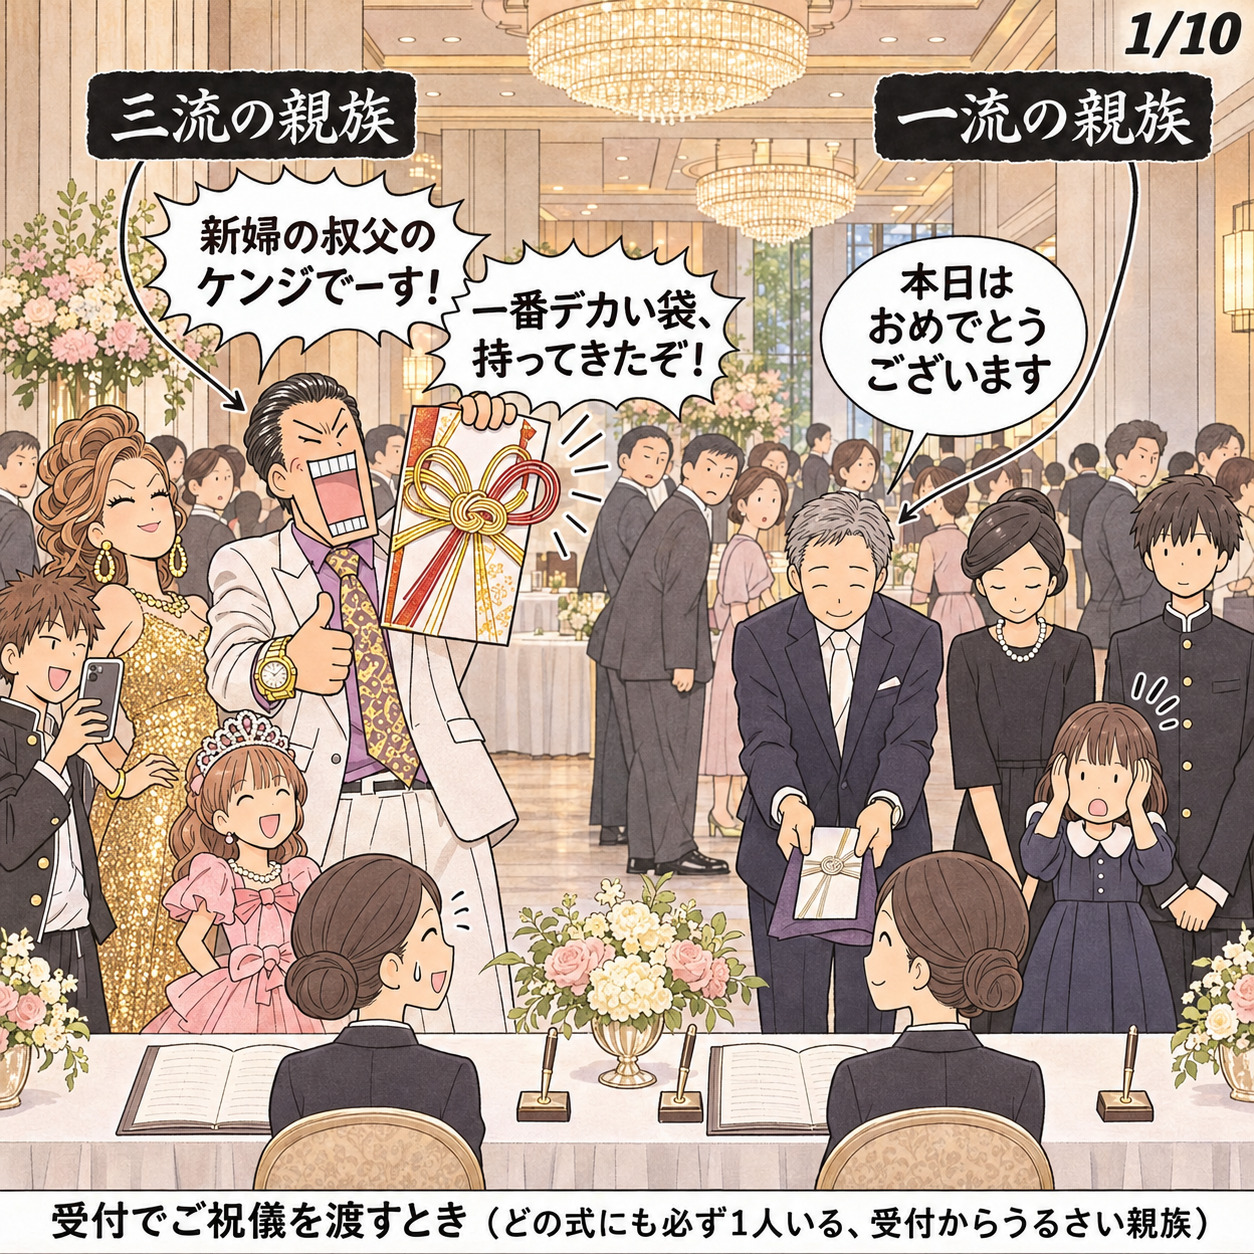 1/10
三流の親族
一流の親族
新婦の叔父の
ケンジでーす!
一番デカい袋、
持ってきたぞ!
本日は
おめでとう
ございます
受付でご祝儀を渡すとき(どの式にも必ず1人いる、受付からうるさい親族)